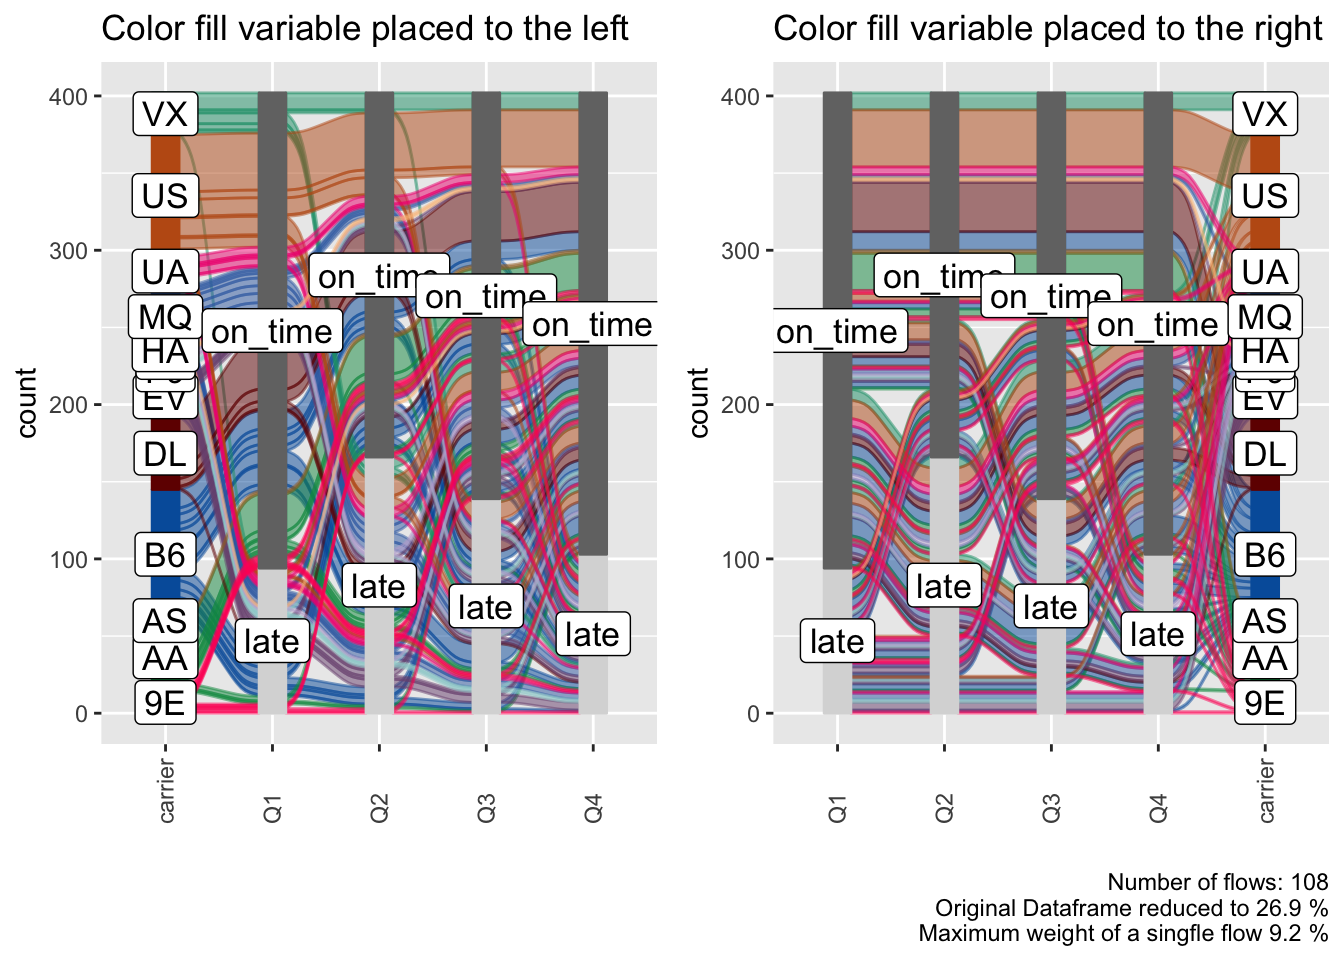 Color fill variable placed to the left
400
300
200
100
0
count
VX
US
UA
MQ
HA
EV
DL
B6
AS
AA
9E
on_time
late
on_time
late
on_time
late
on_time
late
carrier
Q1
Q2
Q3
Q4
Color fill variable placed to the right
400
300
200
100
0
count
on_time
late
on_time
late
on_time
late
on_time
late
VX
US
UA
MQ
HA
EV
DL
B6
AS
AA
9E
Q1
Q2
Q3
Q4
carrier
Number of flows: 108
Original Dataframe reduced to 26.9 %
Maximum weight of a singfle flow 9.2 %